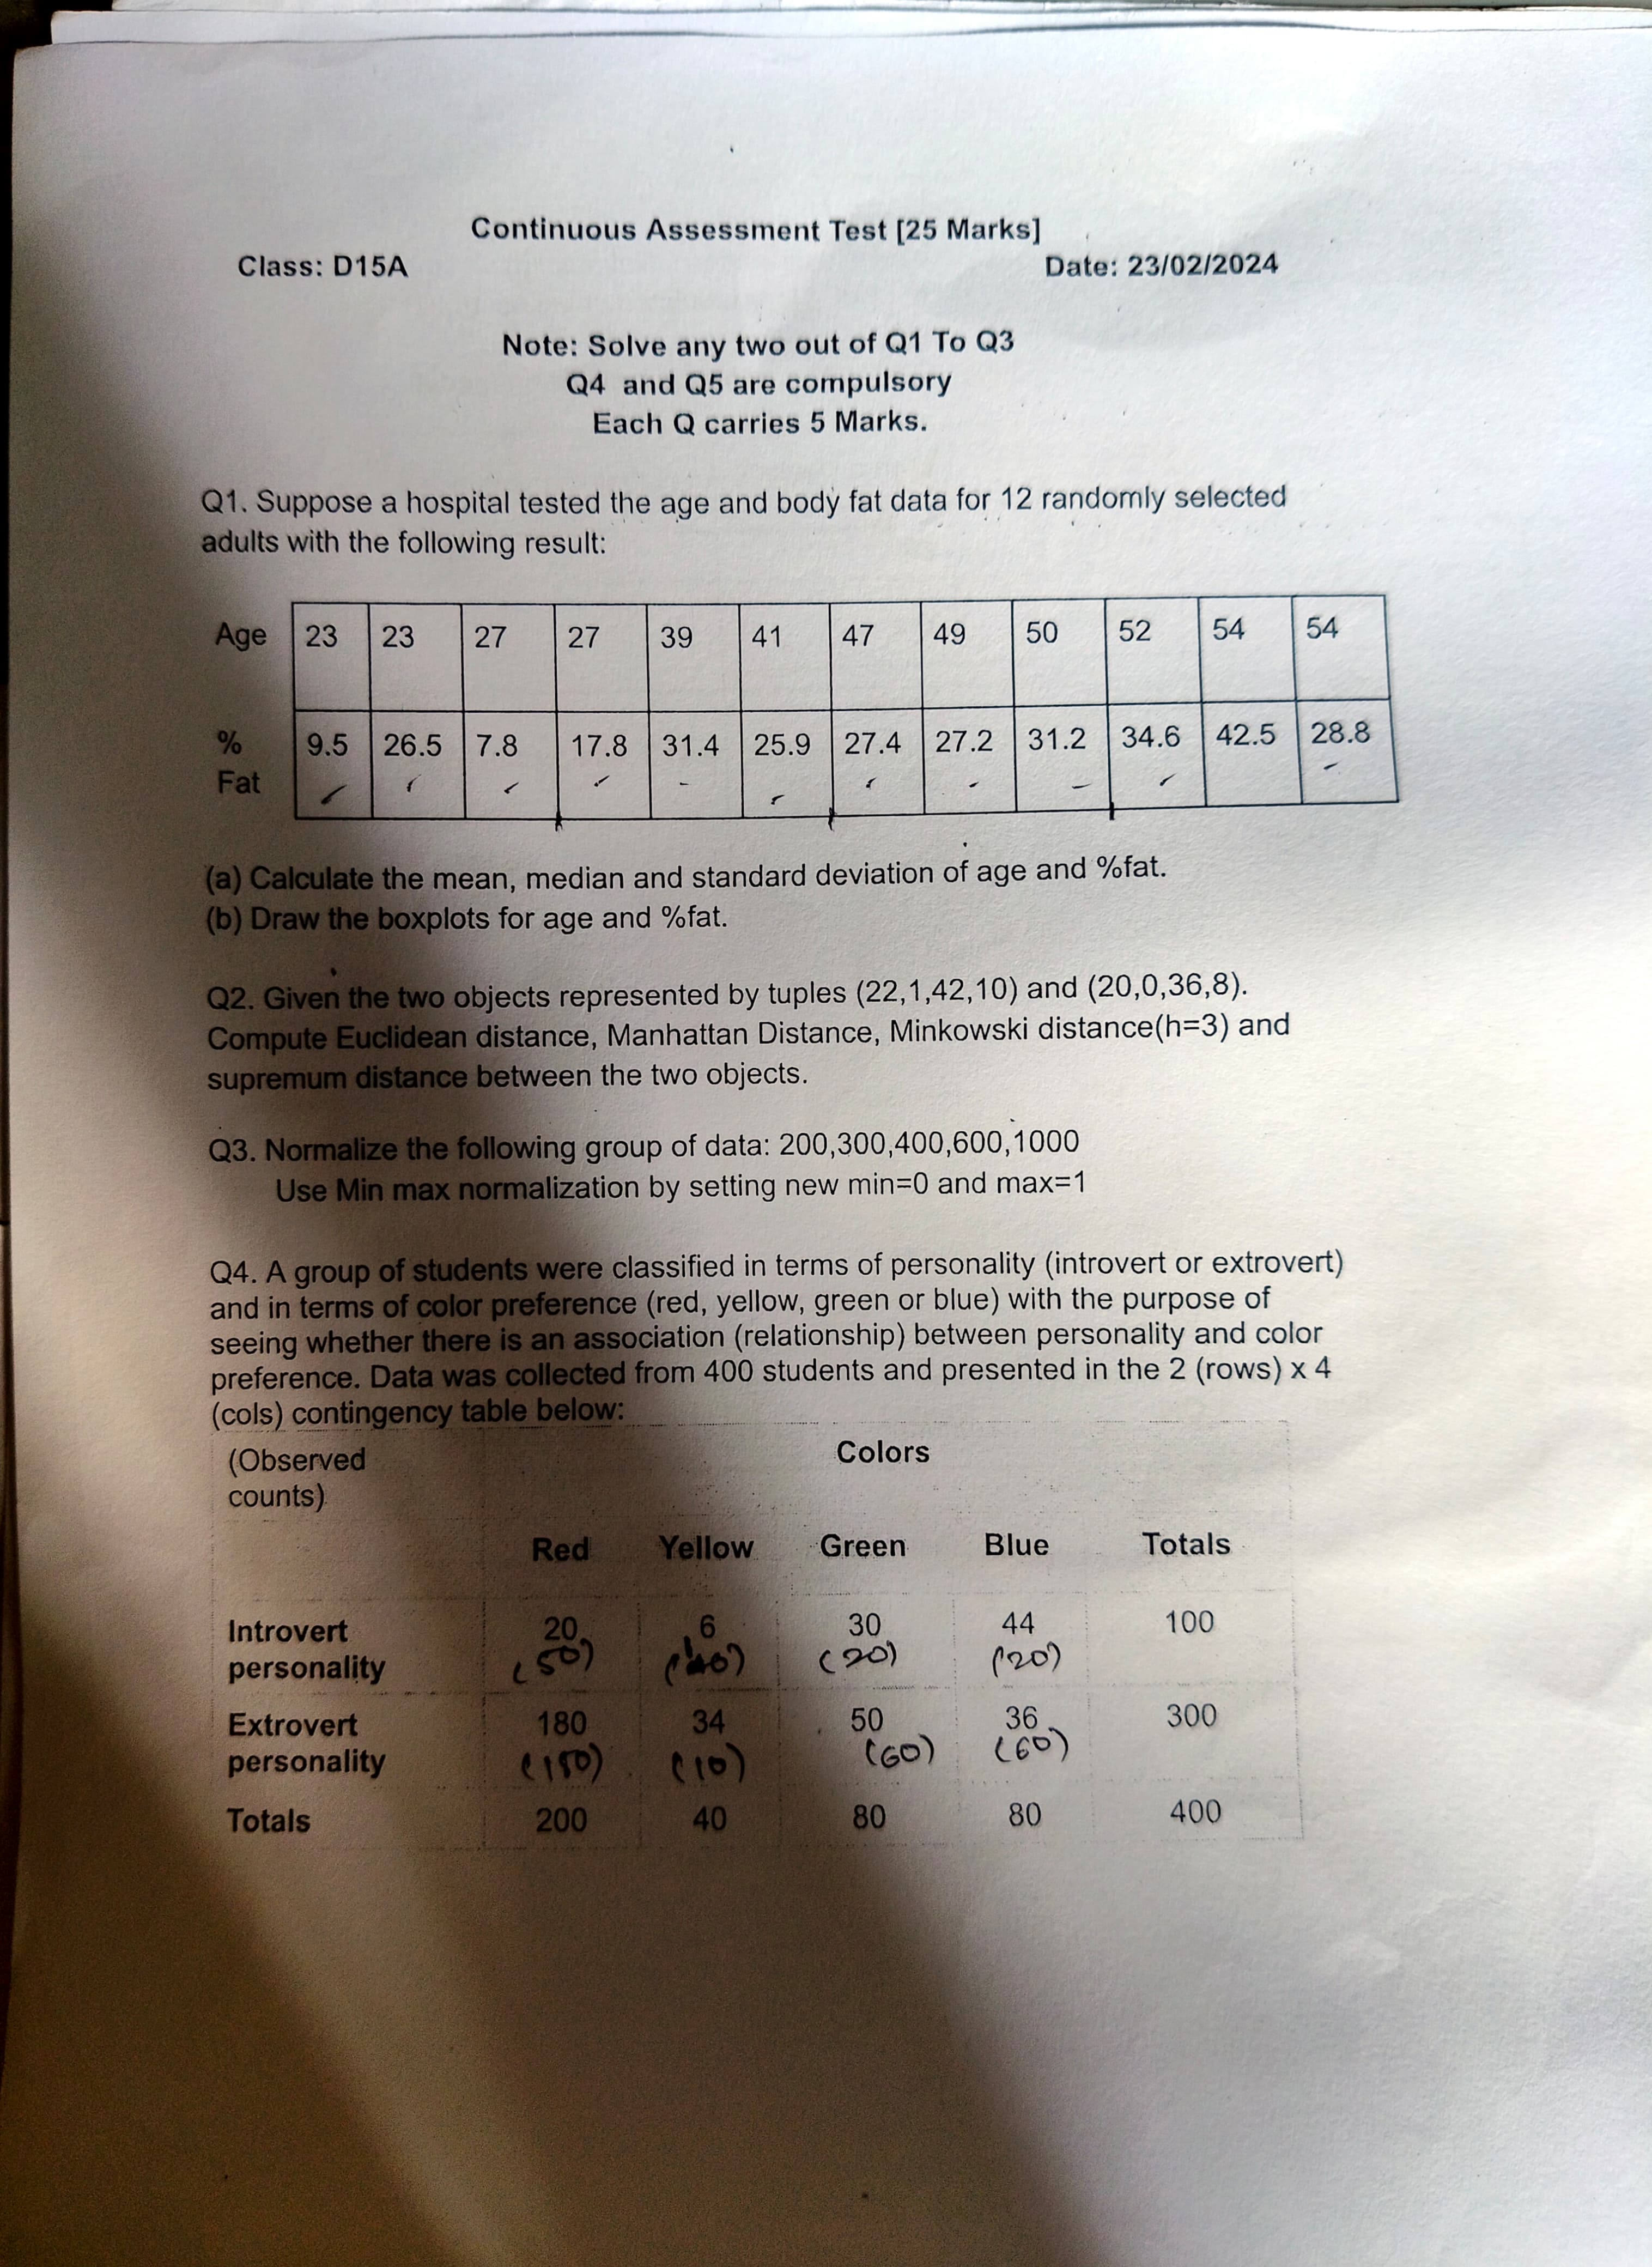 Continuous Assessment Test [25 Marks]
Class: D15A Date: 23/02/2024
Note: Solve any two out of Q1 To Q3
Q4 and Q5 are compulsory
Each Q carries 5 Marks.
Q1. Suppose a hospital tested the age and body fat data for 12 randomly selected
adults with the following result:
Age 23 23 27 27 39 41 47 49 50 52 54 54
% 9.5 26.5 7.8 17.8 31.4 25.9 27.4 27.2 31.2 34.6 42.5 28.8
Fat
(a) Calculate the mean, median and standard deviation of age and %fat.
(b) Draw the boxplots for age and %fat.
Q2. Given the two objects represented by tuples (22,1,42,10) and (20,0,36,8).
Compute Euclidean distance, Manhattan Distance, Minkowski distance(h=3) and
supremum distance between the two objects.
Q3. Normalize the following group of data: 200,300,400,600,1000
Use Min max normalization by setting new min=0 and max=1
Q4. A group of students were classified in terms of personality (introvert or extrovert)
and in terms of color preference (red, yellow, green or blue) with the purpose of
seeing whether there is an association (relationship) between personality and color
preference. Data was collected from 400 students and presented in the 2 (rows) x 4
(cols) contingency table below:
(Observed Colors
counts)
Red Yellow Green Blue Totals
Introvert 20 6 30 44 100
personality (50) (20) (20)
Extrovert 180 34 50 36 300
personality (150) (10) (60) (60)
Totals 200 40 80 80 400